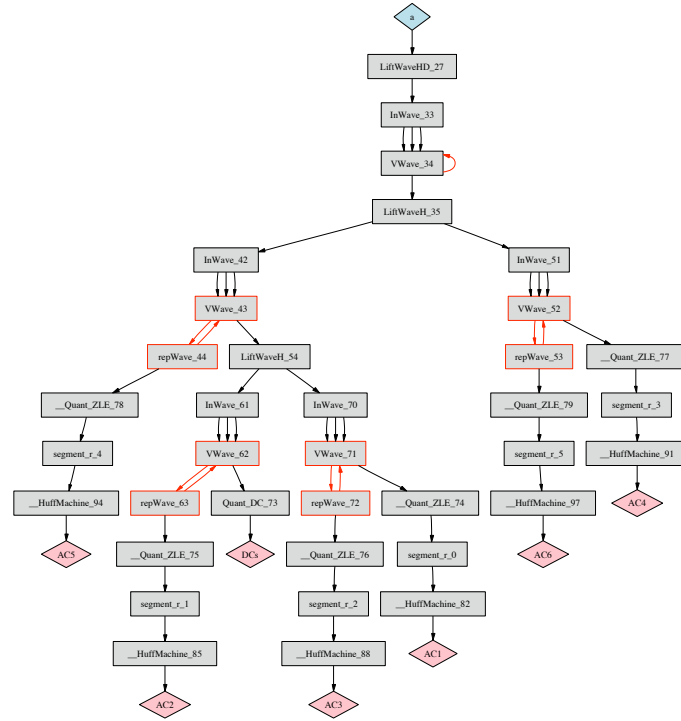 a
LiftWaveHD_27
InWave_33
VWave_34
LiftWaveH_35
InWave_42
InWave_51
VWave_43
VWave_52
repWave_44
LiftWaveH_54
repWave_53
__Quant_ZLE_77
__Quant_ZLE_78
InWave_61
InWave_70
__Quant_ZLE_79
segment_r_3
segment_r_4
VWave_62
VWave_71
segment_r_5
__HuffMachine_91
__HuffMachine_94
repWave_63
Quant_DC_73
repWave_72
__Quant_ZLE_74
__HuffMachine_97
AC4
AC5
__Quant_ZLE_75
DCs
__Quant_ZLE_76
segment_r_0
AC6
segment_r_1
segment_r_2
__HuffMachine_82
__HuffMachine_85
__HuffMachine_88
AC1
AC2
AC3